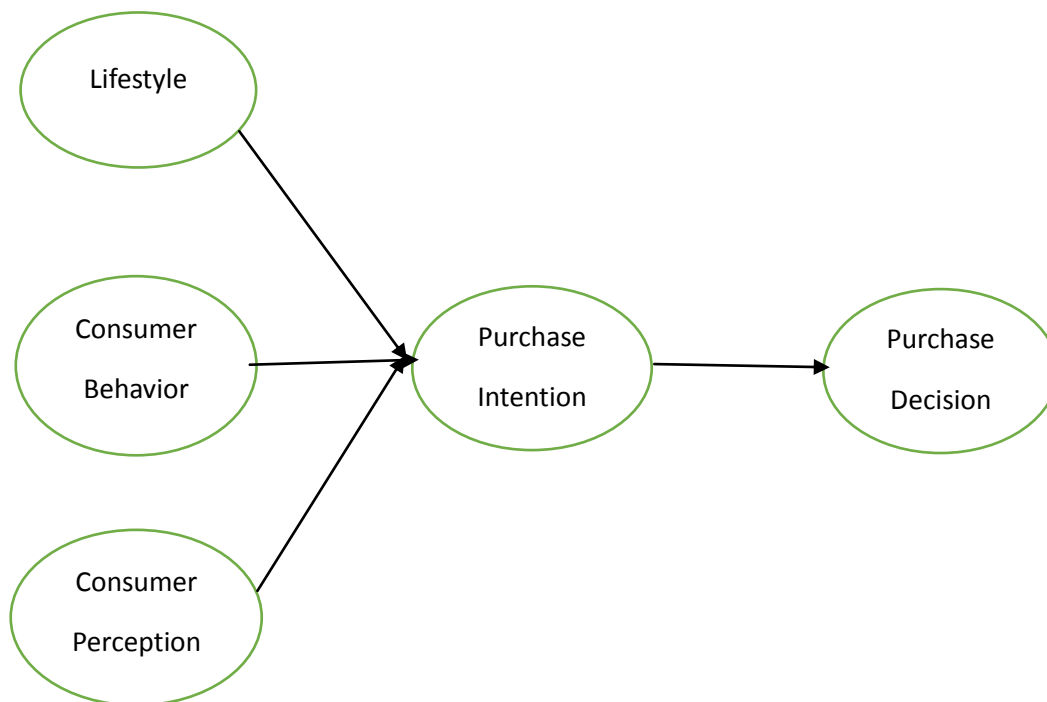 Lifestyle
Consumer
Behavior
Consumer
Perception
Purchase
Intention
Purchase
Decision